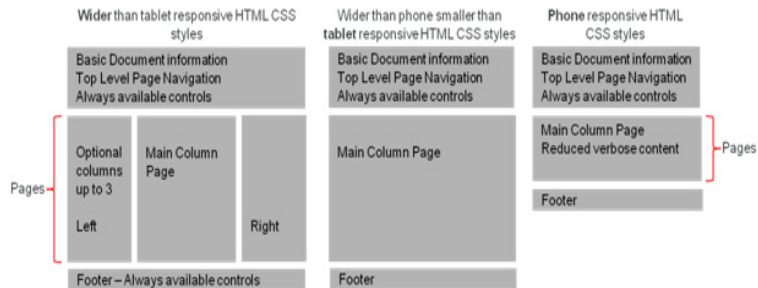 Wider than tablet responsive HTML CSS
styles
Basic Document information
Top Level Page Navigation
Always available controls
Pages
Optional
columns
up to 3
Left
Main Column
Page
Right
Footer – Always available controls
Wider than phone smaller than
tablet responsive HTML CSS styles
Basic Document information
Top Level Page Navigation
Always available controls
Main Column Page
Footer
Phone responsive HTML
CSS styles
Basic Document information
Top Level Page Navigation
Always available controls
Main Column Page
Reduced verbose content
Pages
Footer